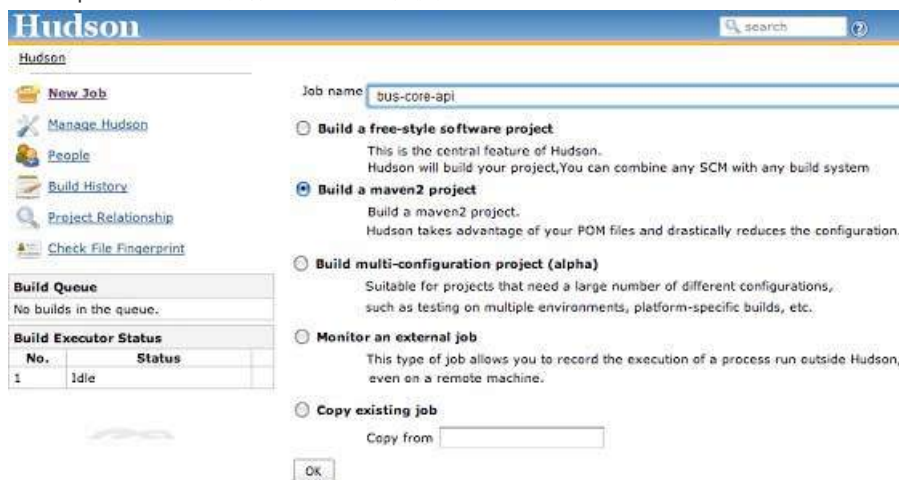 Hudson
search
Hudson
New Job
Manage Hudson
People
Build History
Project Relationship
Check File Fingerprint
Build Queue
No builds in the queue.
Build Executor Status
No. Status
1 Idle
Job name bus-core-api
Build a free-style software project
This is the central feature of Hudson.
Hudson will build your project,You can combine any SCM with any build system
Build a maven2 project
Build a maven2 project.
Hudson takes advantage of your POM files and drastically reduces the configuration.
Build multi-configuration project (alpha)
Suitable for projects that need a large number of different configurations,
such as testing on multiple environments, platform-specific builds, etc.
Monitor an external job
This type of job allows you to record the execution of a process run outside Hudson,
even on a remote machine.
Copy existing job
Copy from
OK